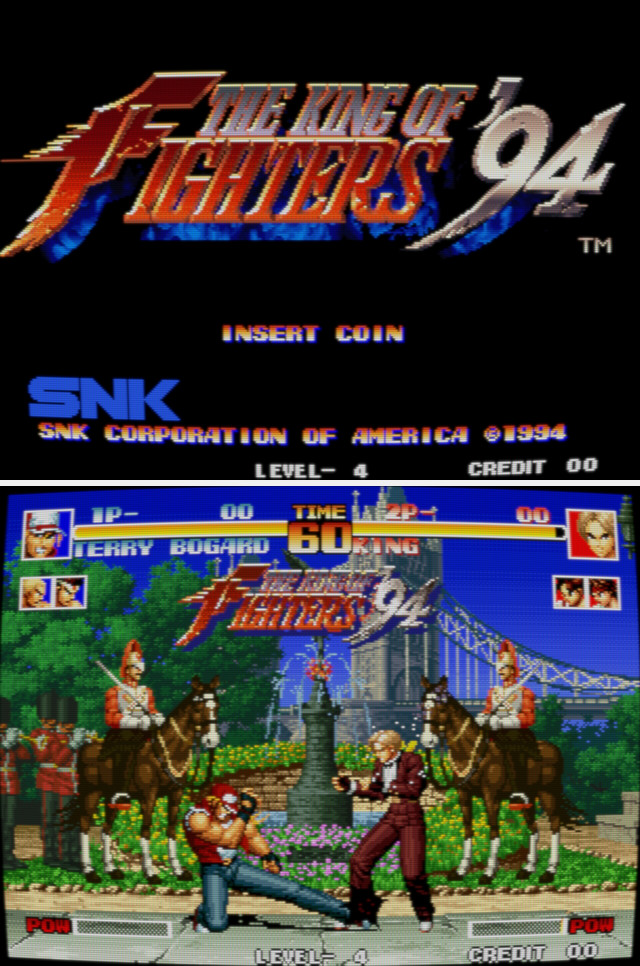 THE KING OF
FIGHTERS '94
TM
INSERT COIN
SNK
SNK CORPORATION OF AMERICA ©1994
LEVEL- 4 CREDIT 00
1P- 00 TIME 2P- 00
60
TERRY BOGARD KING
THE KING OF
FIGHTERS '94
POW POW
LEVEL- 4 CREDIT 00